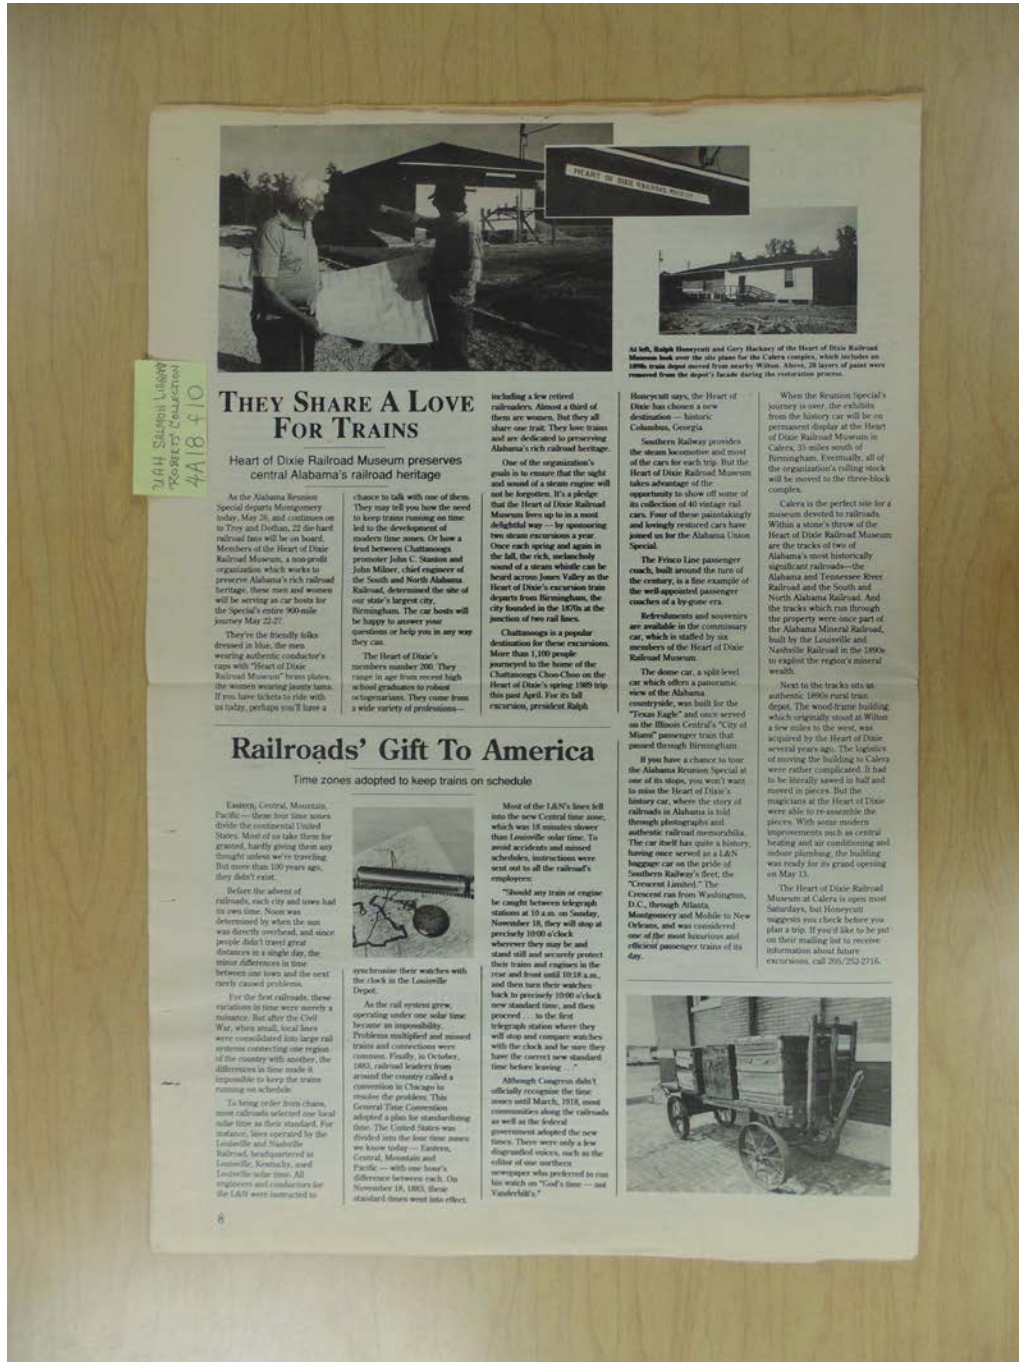 HEART OF DIXIE RAILROAD MUSEUM
At left, Ralph Honeycutt and Gery Hackney of the Heart of Dixie Railroad
Museum look over the site plans for the Calera complex, which includes an
1890s train depot moved from nearby Wilton. Above, 28 layers of paint were
removed from the depot's facade during the restoration process.
UAH SALMON LIBRARY
ROBERTS COLLECTION
4A18 f10
THEY SHARE A LOVE
FOR TRAINS
Heart of Dixie Railroad Museum preserves
central Alabama's railroad heritage
As the Alabama Reunion
Special departs Montgomery
today, May 26, and continues on
to Troy and Dothan, 22 die-hard
railroad fans will be on board.
Members of the Heart of Dixie
Railroad Museum, a non-profit
organization which works to
preserve Alabama's rich railroad
heritage, these men and women
will be serving as car hosts for
the Special's entire 900-mile
journey May 22-27.
They're the friendly folks
dressed in blue, the men
wearing authentic conductor's
caps with "Heart of Dixie
Railroad Museum" brass plates,
the women wearing jaunty tams.
If you have tickets to ride with
us today, perhaps you'll have a
chance to talk with one of them.
They may tell you how the need
to keep trains running on time
led to the development of
modern time zones. Or how a
feud between Chattanooga
promoter John C. Stanton and
John Milner, chief engineer of
the South and North Alabama
Railroad, determined the site of
our state's largest city,
Birmingham. The car hosts will
be happy to answer your
questions or help you in any way
they can.
The Heart of Dixie's
members number 200. They
range in age from recent high
school graduates to robust
octogenarians. They come from
a wide variety of professions—
including a few retired
railroaders. Almost a third of
them are women. But they all
share one trait: They love trains
and are dedicated to preserving
Alabama's rich railroad heritage.
One of the organization's
goals is to ensure that the sight
and sound of a steam engine will
not be forgotten. It's a pledge
that the Heart of Dixie Railroad
Museum lives up to in a most
delightful way — by sponsoring
two steam excursions a year.
Once each spring and again in
the fall, the rich, melancholy
sound of a steam whistle can be
heard across Jones Valley as the
Heart of Dixie's excursion train
departs from Birmingham, the
city founded in the 1870s at the
junction of two rail lines.
Chattanooga is a popular
destination for these excursions.
More than 1,100 people
journeyed to the home of the
Chattanooga Choo-Choo on the
Heart of Dixie's spring 1989 trip
this past April. For its fall
excursion, president Ralph
Honeycutt says, the Heart of
Dixie has chosen a new
destination — historic
Columbus, Georgia.
Southern Railway provides
the steam locomotive and most
of the cars for each trip. But the
Heart of Dixie Railroad Museum
takes advantage of the
opportunity to show off some of
its collection of 40 vintage rail
cars. Four of these painstakingly
and lovingly restored cars have
joined us for the Alabama Union
Special.
The Frisco Line passenger
coach, built around the turn of
the century, is a fine example of
the well-appointed passenger
coaches of a by-gone era.
Refreshments and souvenirs
are available in the commissary
car, which is staffed by six
members of the Heart of Dixie
Railroad Museum.
The dome car, a split-level
car which offers a panoramic
view of the Alabama
countryside, was built for the
"Texas Eagle" and once served
on the Illinois Central's "City of
Miami" passenger train that
passed through Birmingham.
If you have a chance to tour
the Alabama Reunion Special at
one of its stops, you won't want
to miss the Heart of Dixie's
history car, where the story of
railroads in Alabama is told
through photographs and
authentic railroad memorabilia.
The car itself has quite a history,
having once served as a L&N
baggage car on the pride of
Southern Railway's fleet, the
"Crescent Limited." The
Crescent ran from Washington,
D.C., through Atlanta,
Montgomery and Mobile to New
Orleans, and was considered
one of the most luxurious and
efficient passenger trains of its
day.
When the Reunion Special's
journey is over, the exhibits
from the history car will be on
permanent display at the Heart
of Dixie Railroad Museum in
Calera, 35 miles south of
Birmingham. Eventually, all of
the organization's rolling stock
will be moved to the three-block
complex.
Calera is the perfect site for a
museum devoted to railroads.
Within a stone's throw of the
Heart of Dixie Railroad Museum
are the tracks of two of
Alabama's most historically
significant railroads—the
Alabama and Tennessee River
Railroad and the South and
North Alabama Railroad. And
the tracks which run through
the property were once part of
the Alabama Mineral Railroad,
built by the Louisville and
Nashville Railroad in the 1890s
to exploit the region's mineral
wealth.
Next to the tracks sits an
authentic 1890s rural train
depot. The wood-frame building,
which originally stood at Wilton
a few miles to the west, was
acquired by the Heart of Dixie
several years ago. The logistics
of moving the building to Calera
were rather complicated. It had
to be literally sawed in half and
moved in pieces. But the
magicians at the Heart of Dixie
were able to re-assemble the
pieces. With some modern
improvements such as central
heating and air conditioning and
indoor plumbing, the building
was ready for its grand opening
on May 13.
The Heart of Dixie Railroad
Museum at Calera is open most
Saturdays, but Honeycutt
suggests you check before you
plan a trip. If you'd like to be put
on their mailing list to receive
information about future
excursions, call 205/252-2716.
Railroads' Gift To America
Time zones adopted to keep trains on schedule
Eastern, Central, Mountain,
Pacific — these four time zones
divide the continental United
States. Most of us take them for
granted, hardly giving them any
thought unless we're traveling.
But more than 100 years ago,
they didn't exist.
Before the advent of
railroads, each city and town had
its own time. Noon was
determined by when the sun
was directly overhead, and since
people didn't travel great
distances in a single day, the
minor differences in time
between one town and the next
rarely caused problems.
For the first railroads, these
variations in time were merely a
nuisance. But after the Civil
War, when small, local lines
were consolidated into large rail
systems connecting one region
of the country with another, the
differences in time made it
impossible to keep the trains
running on schedule.
To bring order from chaos,
most railroads selected one local
solar time as their standard. For
instance, lines operated by the
Louisville and Nashville
Railroad, headquartered in
Louisville, Kentucky, used
Louisville solar time. All
engineers and conductors for
the L&N were instructed to
synchronize their watches with
the clock in the Louisville
Depot.
As the rail system grew,
operating under one solar time
became an impossibility.
Problems multiplied and missed
trains and connections were
common. Finally, in October,
1883, railroad leaders from
around the country called a
convention in Chicago to
resolve the problem. This
General Time Convention
adopted a plan for standardizing
time. The United States was
divided into the four time zones
we know today — Eastern,
Central, Mountain and
Pacific — with one hour's
difference between each. On
November 18, 1883, these
standard times went into effect.
Most of the L&N's lines fell
into the new Central time zone,
which was 18 minutes slower
than Louisville solar time. To
avoid accidents and missed
schedules, instructions were
sent out to all the railroad's
employees:
"Should any train or engine
be caught between telegraph
stations at 10 a.m. on Sunday,
November 18, they will stop at
precisely 10:00 o'clock
wherever they may be and
stand still and securely protect
their trains and engines in the
rear and front until 10:18 a.m.,
and then turn their watches
back to precisely 10:00 o'clock
new standard time, and then
proceed . . . to the first
telegraph station where they
will stop and compare watches
with the clock and be sure they
have the correct new standard
time before leaving . . ."
Although Congress didn't
officially recognize the time
zones until March, 1918, most
communities along the railroads
as well as the federal
government adopted the new
times. There were only a few
disgruntled voices, such as the
editor of one northern
newspaper who preferred to run
his watch on "God's time — not
Vanderbilt's."
8